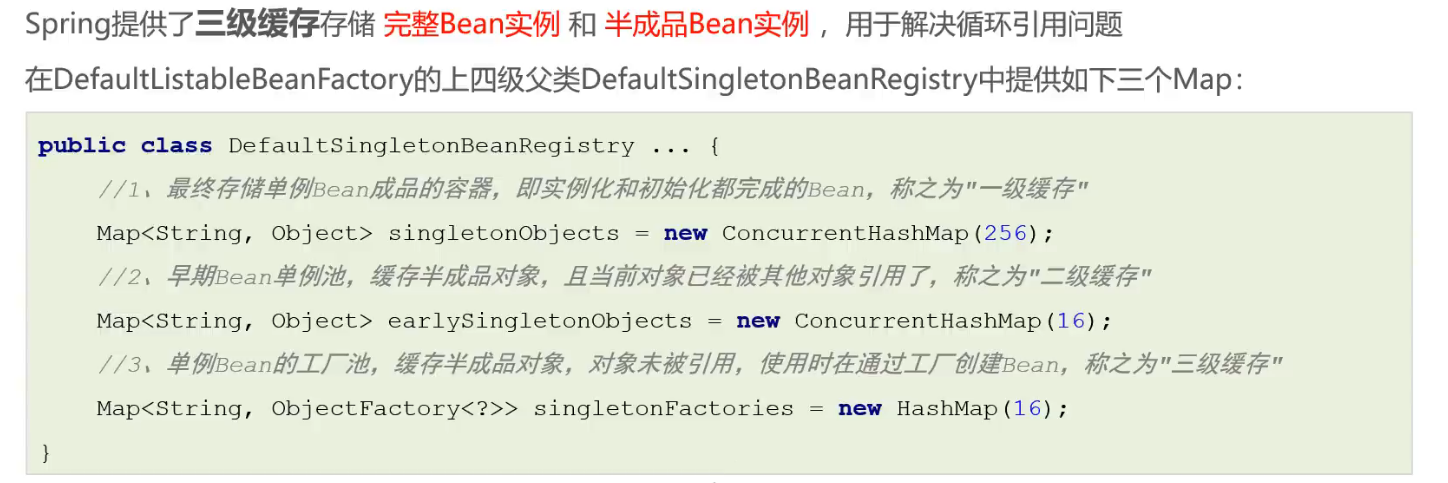 Spring提供了三级缓存存储 完整Bean实例 和 半成品Bean实例 ，用于解决循环引用问题
在DefaultListableBeanFactory的上四级父类DefaultSingletonBeanRegistry中提供如下三个Map：
public class DefaultSingletonBeanRegistry ... {
//1、最终存储单例Bean成品的容器，即实例化和初始化都完成的Bean，称之为"一级缓存"
Map<String, Object> singletonObjects = new ConcurrentHashMap(256);
//2、早期Bean单例池，缓存半成品对象，且当前对象已经被其他对象引用了，称之为"二级缓存"
Map<String, Object> earlySingletonObjects = new ConcurrentHashMap(16);
//3、单例Bean的工厂池，缓存半成品对象，对象未被引用，使用时在通过工厂创建Bean，称之为"三级缓存"
Map<String, ObjectFactory<?>> singletonFactories = new HashMap(16);
}